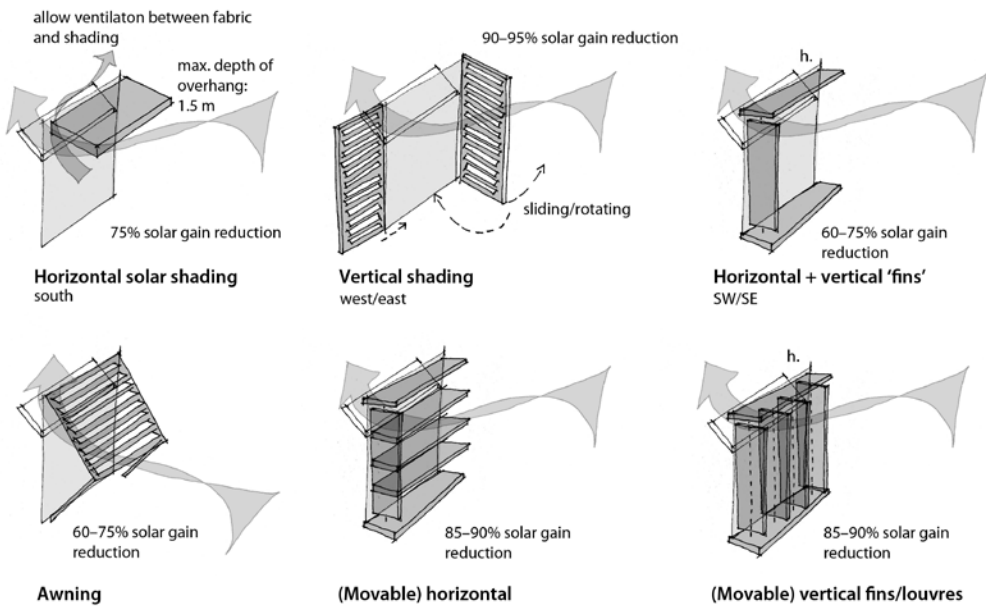 allow ventilaton between fabric
and shading
max. depth of
overhang:
1.5 m
75% solar gain reduction
Horizontal solar shading
south
90–95% solar gain reduction
sliding/rotating
Vertical shading
west/east
h.
60–75% solar gain
reduction
Horizontal + vertical ‘fins’
SW/SE
60–75% solar gain
reduction
Awning
85–90% solar gain
reduction
(Movable) horizontal
h.
85–90% solar gain
reduction
(Movable) vertical fins/louvres